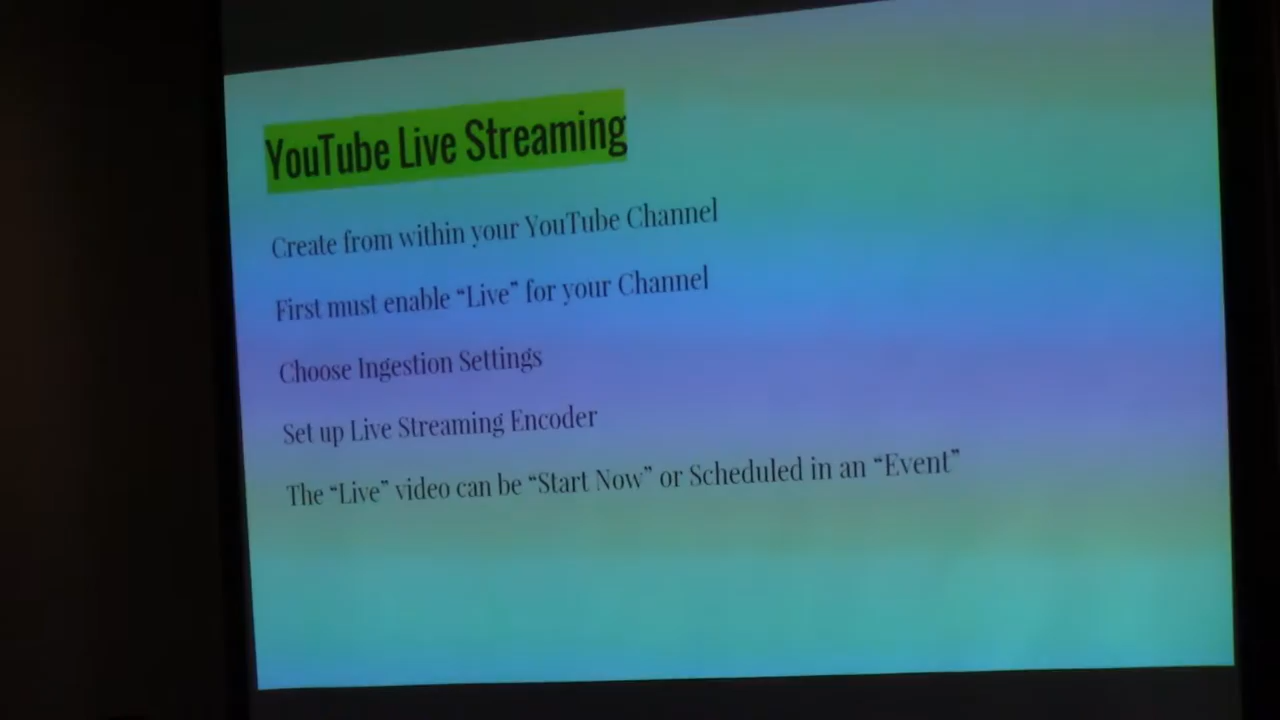 YouTube Live Streaming
Create from within your YouTube Channel
First must enable “Live” for your Channel
Choose Ingestion Settings
Set up Live Streaming Encoder
The “Live” video can be “Start Now” or Scheduled in an “Event”